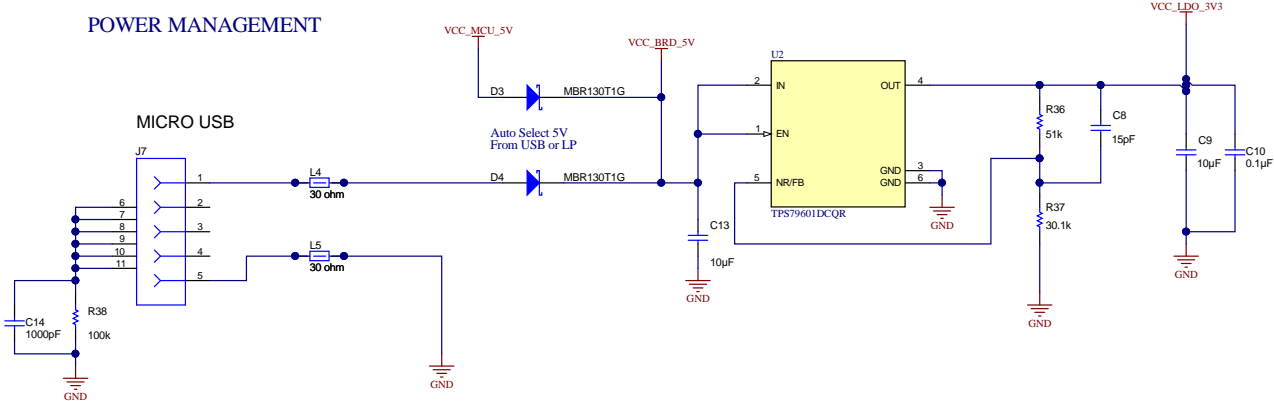 POWER MANAGEMENT
VCC_MCU_5V
VCC_BRD_5V
VCC_LDO_3V3
U2
D3
MBR130T1G
2
IN
OUT
4
R36
51k
C8
15pF
MICRO USB
Auto Select 5V
From USB or LP
1
EN
C9
10µF
C10
0.1µF
J7
L4
30 ohm
D4
MBR130T1G
5
NR/FB
GND
3
GND
6
TPS79601DCQR
GND
R37
30.1k
1
6
2
7
8
3
9
10
4
11
5
L5
30 ohm
C13
10µF
GND
GND
GND
C14
1000pF
R38
100k
GND
GND